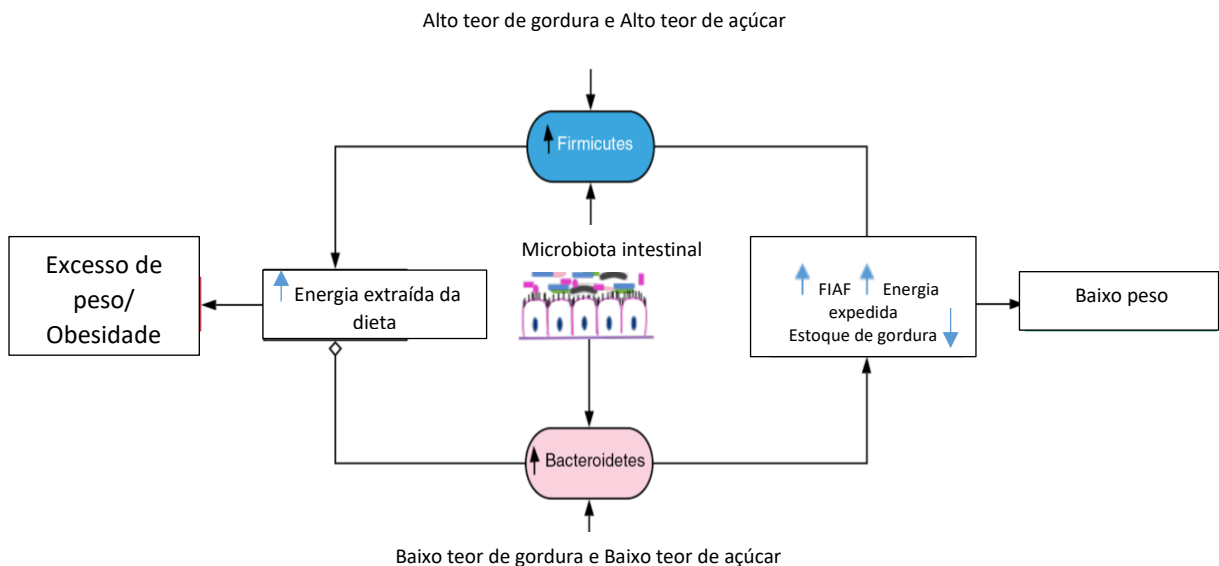 Alto teor de gordura e Alto teor de açúcar
Firmicutes
Microbiota intestinal
Excesso de
peso/
Obesidade
Energia extraída da
dieta
FIAF Energia
expedida
Estoque de gordura
Baixo peso
Bacteroidetes
Baixo teor de gordura e Baixo teor de açúcar